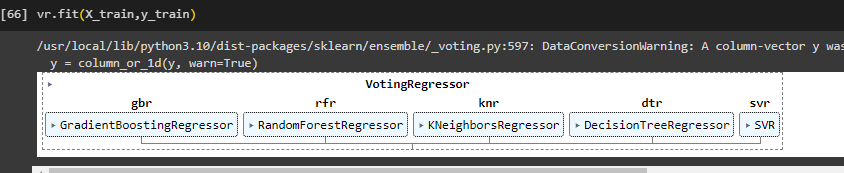 [66] vr.fit(X_train,y_train)
/usr/local/lib/python3.10/dist-packages/sklearn/ensemble/_voting.py:597: DataConversionWarning: A column-vector y was
y = column_or_1d(y, warn=True)
VotingRegressor
gbr rfr knr dtr svr
GradientBoostingRegressor RandomForestRegressor KNeighborsRegressor DecisionTreeRegressor SVR